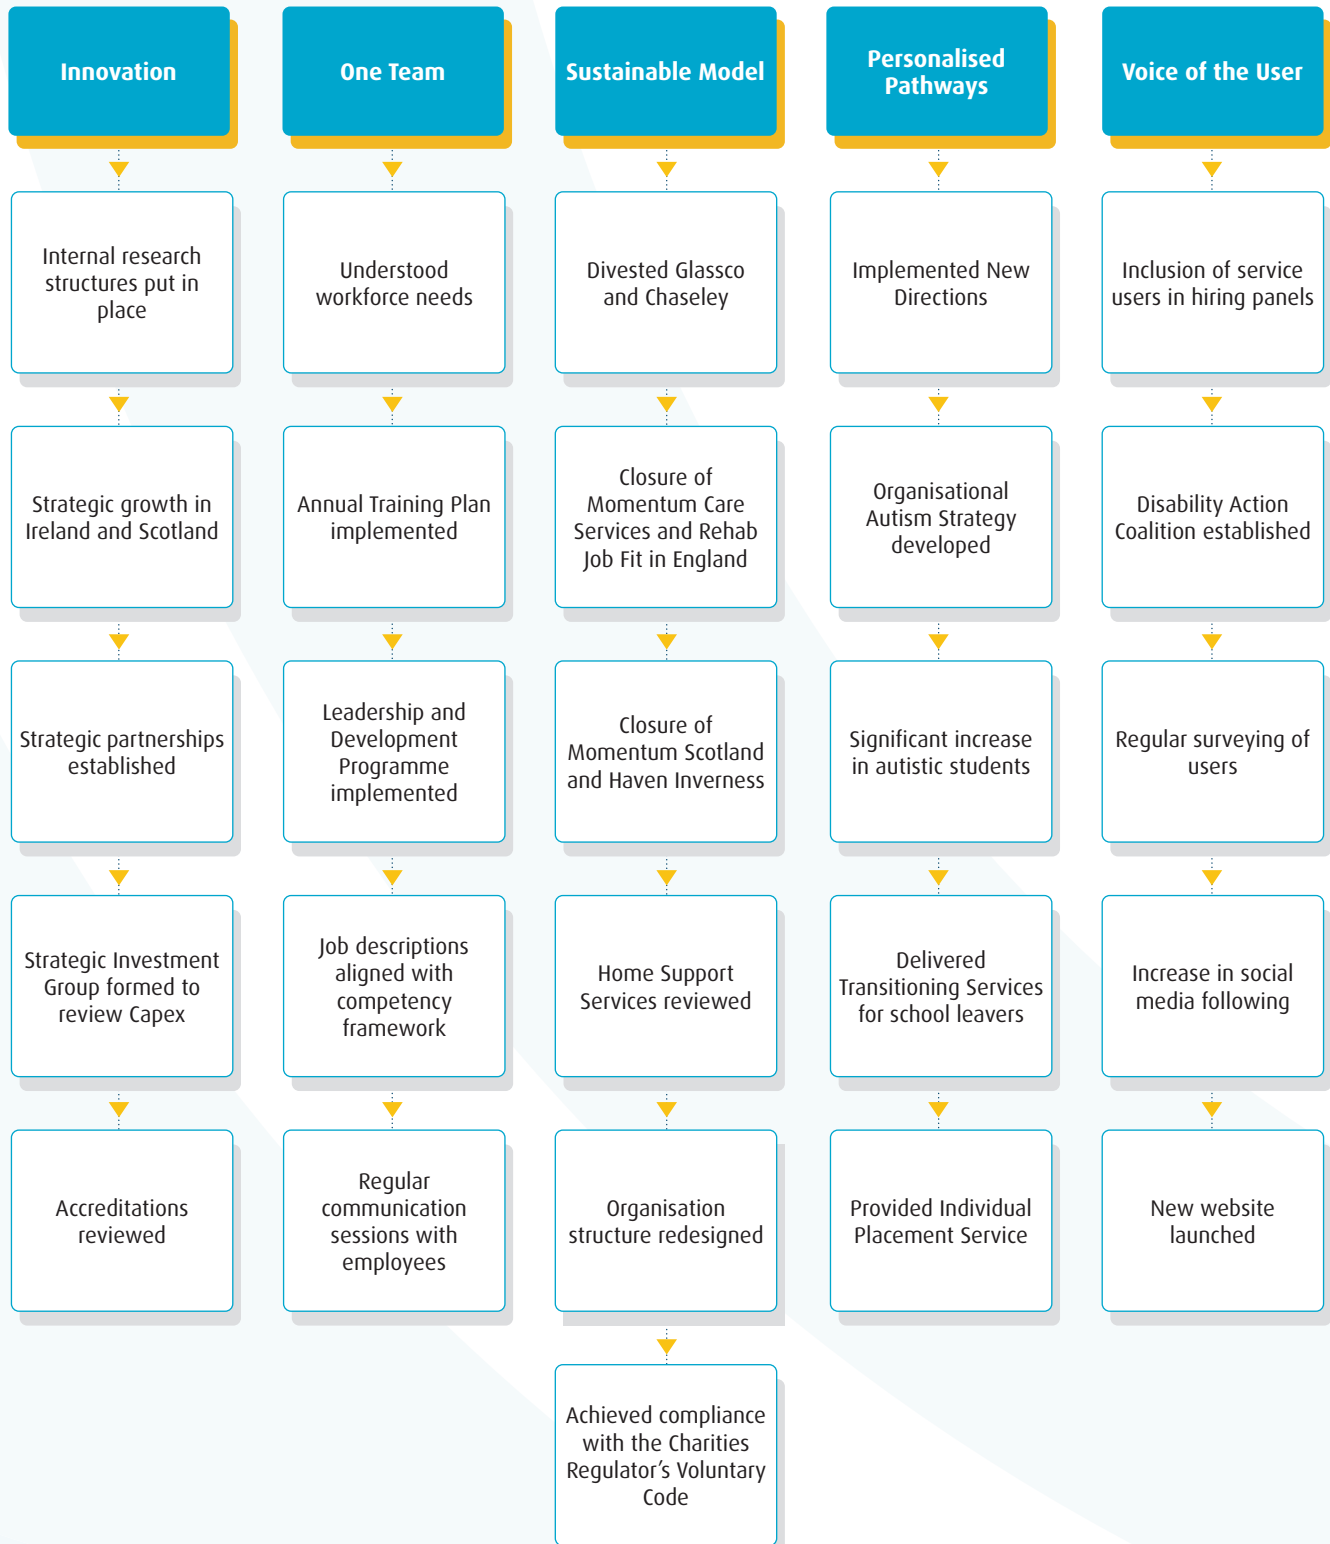 Innovation
Internal research
structures put in
place
Strategic growth in
Ireland and Scotland
Strategic partnerships
established
Strategic Investment
Group formed to
review Capex
Accreditations
reviewed
One Team
Understood
workforce needs
Annual Training Plan
implemented
Leadership and
Development
Programme
implemented
Job descriptions
aligned with
competency
framework
Regular
communication
sessions with
employees
Sustainable Model
Divested Glassco
and Chaseley
Closure of
Momentum Care
Services and Rehab
Job Fit in England
Closure of
Momentum Scotland
and Haven Inverness
Home Support
Services reviewed
Organisation
structure redesigned
Achieved compliance
with the Charities
Regulator’s Voluntary
Code
Personalised
Pathways
Implemented New
Directions
Organisational
Autism Strategy
developed
Significant increase
in autistic students
Delivered
Transitioning Services
for school leavers
Provided Individual
Placement Service
Voice of the User
Inclusion of service
users in hiring panels
Disability Action
Coalition established
Regular surveying of
users
Increase in social
media following
New website
launched